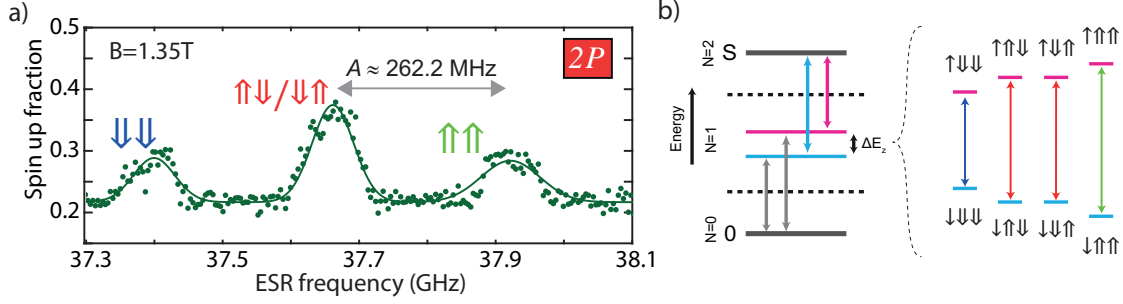 a)
B=1.35T
2P
A ≈ 262.2 MHz
⇑⇓/⇓⇑
⇓⇓
⇑⇑
Spin up fraction
0.5
0.4
0.3
0.2
37.3
37.5
37.7
37.9
38.1
ESR frequency (GHz)
b)
Energy
N=2
S
N=1
ΔE_z
N=0
0
↑⇓⇓
↑⇑⇓
↑⇓⇑
↑⇑⇑
↓⇓⇓
↓⇑⇓
↓⇓⇑
↓⇑⇑